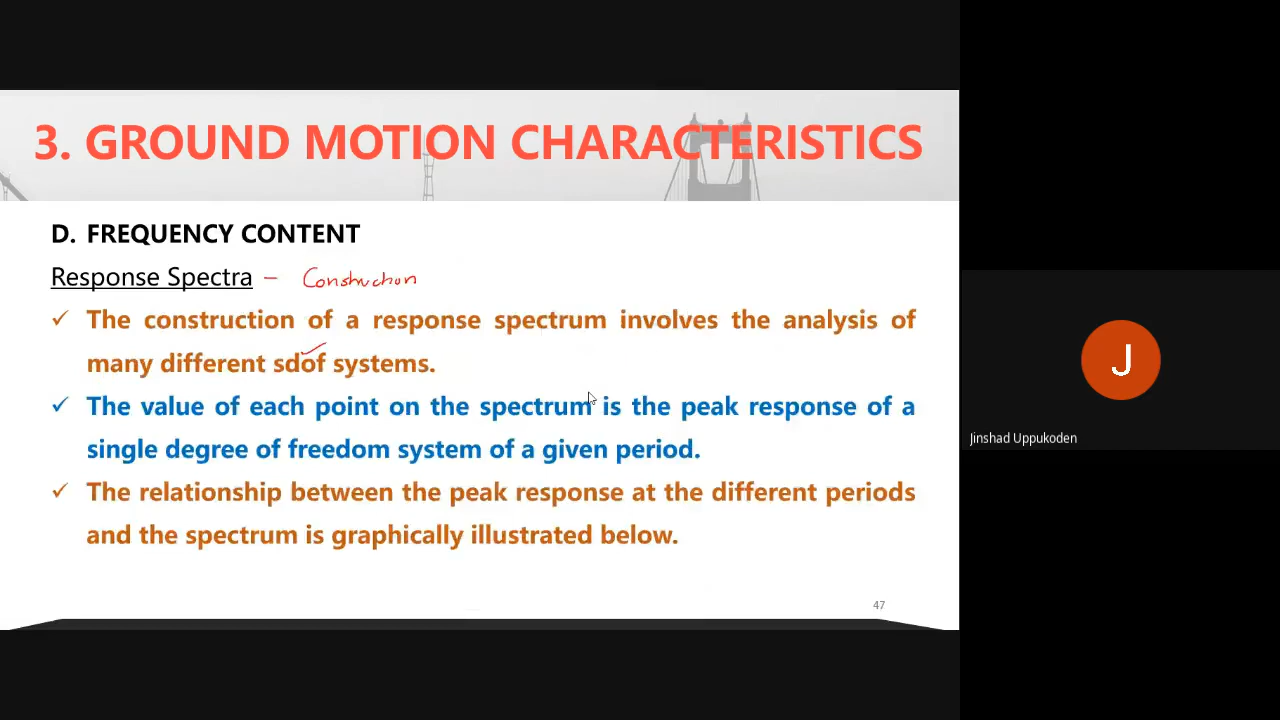 3. GROUND MOTION CHARACTERISTICS
D. FREQUENCY CONTENT
Response Spectra – Construction
✓ The construction of a response spectrum involves the analysis of
many different sdof systems.
✓ The value of each point on the spectrum is the peak response of a
single degree of freedom system of a given period.
✓ The relationship between the peak response at the different periods
and the spectrum is graphically illustrated below.
47
J
Jinshad Uppukoden